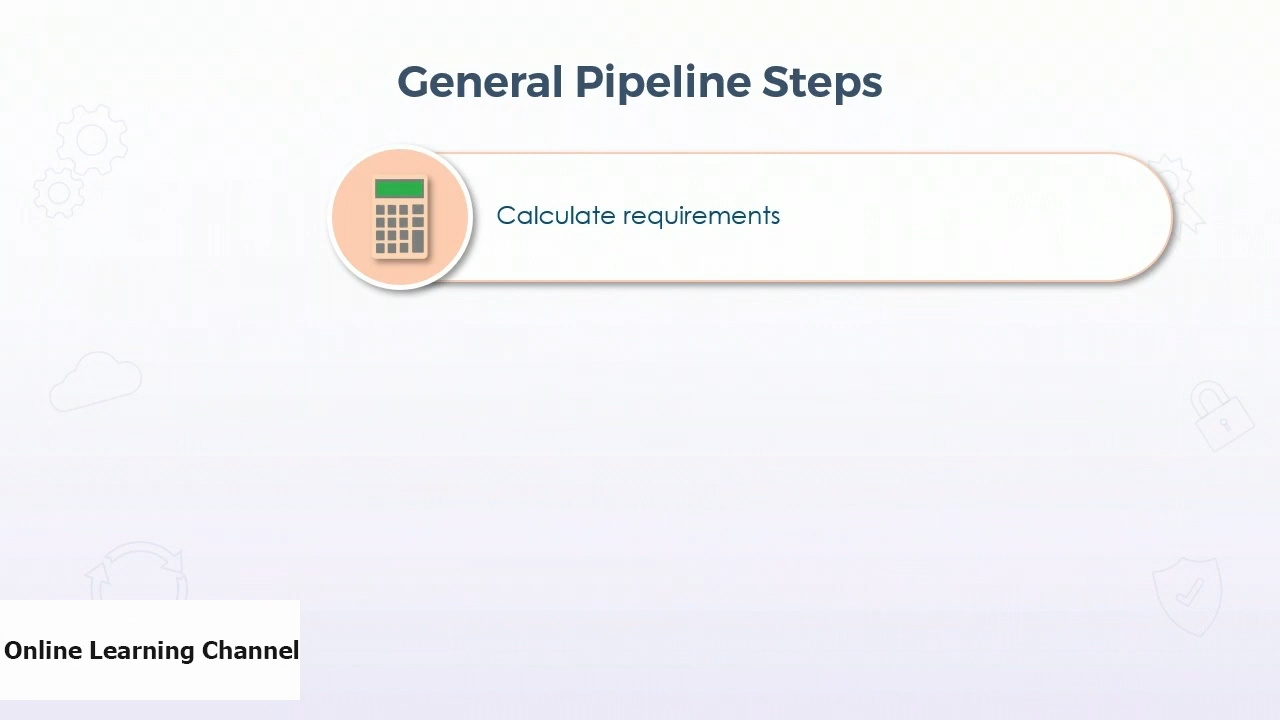 General Pipeline Steps
Calculate requirements
Online Learning Channel